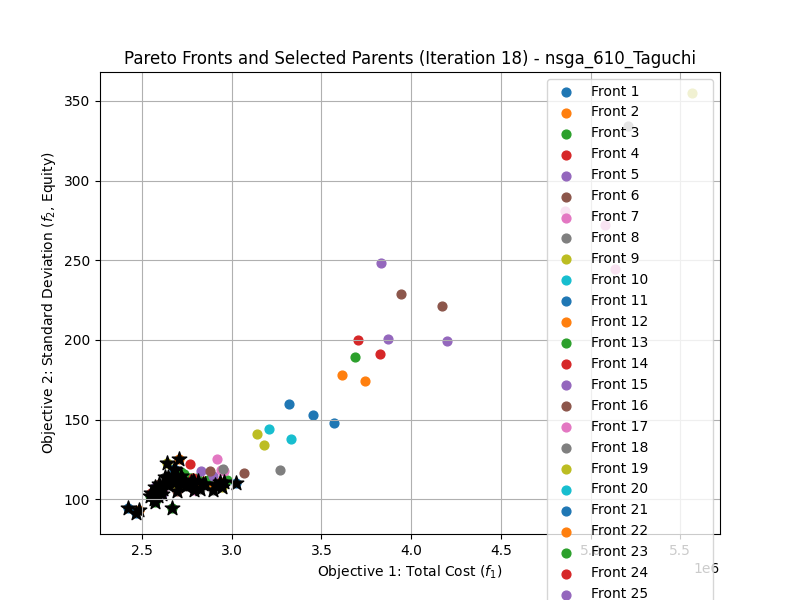 Pareto Fronts and Selected Parents (Iteration 18) - nsga_610_Taguchi
Objective 2: Standard Deviation (f₂, Equity)
350
300
250
200
150
100
2.5
3.0
3.5
4.0
4.5
5.0
5.5
1e6
Objective 1: Total Cost (f₁)
Front 1
Front 2
Front 3
Front 4
Front 5
Front 6
Front 7
Front 8
Front 9
Front 10
Front 11
Front 12
Front 13
Front 14
Front 15
Front 16
Front 17
Front 18
Front 19
Front 20
Front 21
Front 22
Front 23
Front 24
Front 25